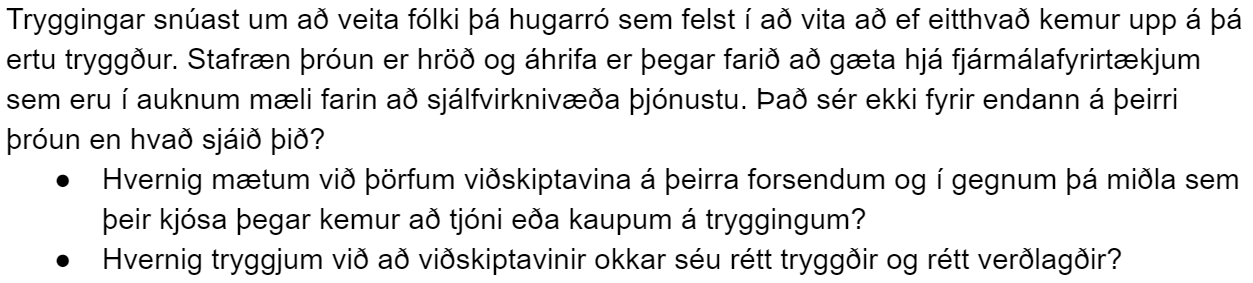 Tryggingar snúast um að veita fólki þá hugarró sem felst í að vita að ef eitthvað kemur upp á þá
ertu tryggður. Stafræn þróun er hröð og áhrifa er þegar farið að gæta hjá fjármálafyrirtækjum
sem eru í auknum mæli farin að sjálfvirknivæða þjónustu. Það sér ekki fyrir endann á þeirri
þróun en hvað sjáið þið?
● Hvernig mætum við þörfum viðskiptavina á þeirra forsendum og í gegnum þá miðla sem
þeir kjósa þegar kemur að tjóni eða kaupum á tryggingum?
● Hvernig tryggjum við að viðskiptavinir okkar séu rétt tryggðir og rétt verðlagðir?